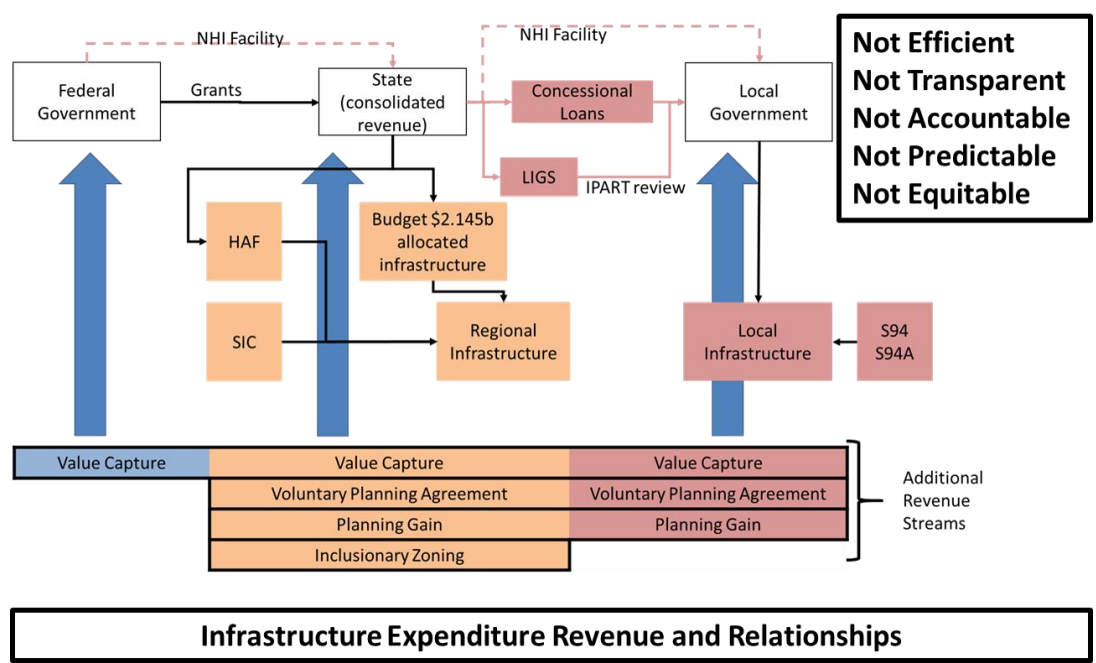 NHI Facility
NHI Facility
Federal
Government
Grants
State
(consolidated
revenue)
Concessional
Loans
Local
Government
LIGS
IPART review
Not Efficient
Not Transparent
Not Accountable
Not Predictable
Not Equitable
HAF
Budget $2.145b
allocated
infrastructure
SIC
Regional
Infrastructure
Local
Infrastructure
S94
S94A
Value Capture
Value Capture
Value Capture
Voluntary Planning Agreement
Voluntary Planning Agreement
Planning Gain
Planning Gain
Inclusionary Zoning
Additional
Revenue
Streams
Infrastructure Expenditure Revenue and Relationships